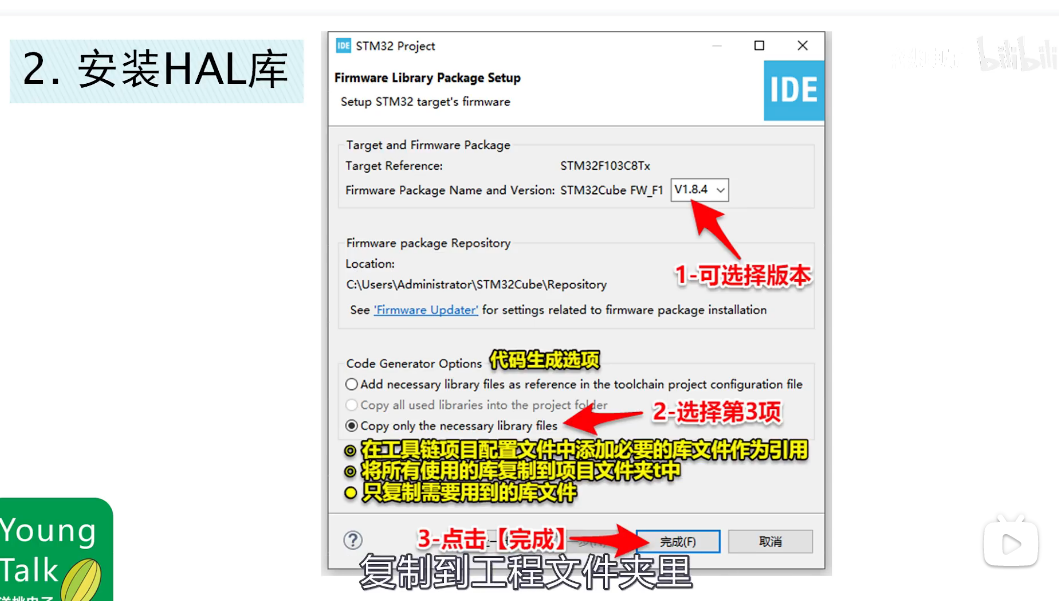 2. 安装HAL库
IDE STM32 Project
Firmware Library Package Setup
Setup STM32 target's firmware
IDE
bilibili
Target and Firmware Package
Target Reference: STM32F103C8Tx
Firmware Package Name and Version: STM32Cube FW_F1 V1.8.4
1-可选择版本
Firmware package Repository
Location:
C:\Users\Administrator\STM32Cube\Repository
See 'Firmware Updater' for settings related to firmware package installation
Code Generator Options 代码生成选项
Add necessary library files as reference in the toolchain project configuration file
Copy all used libraries into the project folder
2-选择第3项
Copy only the necessary library files
在工具链项目配置文件中添加必要的库文件作为引用
将所有使用的库复制到项目文件夹t中
只复制需要用到的库文件
3-点击【完成】
完成(F)
取消
复制到工程文件夹里
Young
Talk